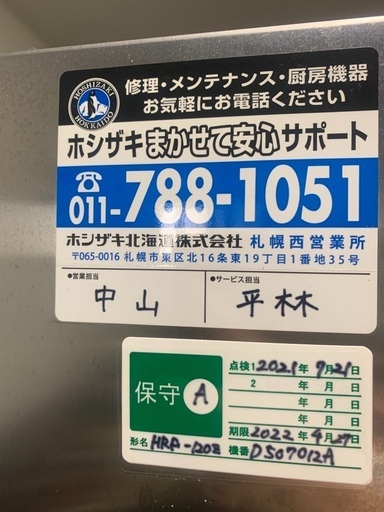 HOSHIZAKI
HOKKAIDO
修理・メンテナンス・厨房機器
お気軽にお電話ください
ホシザキまかせて安心サポート
☎011-788-1051
ホシザキ北海道株式会社 札幌西営業所
〒065-0016 札幌市東区北16条東19丁目1番地35号
●営業担当
中山
●サービス担当
平林
保守 A
点検1 2021年 7月21日
2 年 月 日
年 月 日
年 月 日
期限 2022年 4月27日
形名 HRA-120Z
機番 D507012A